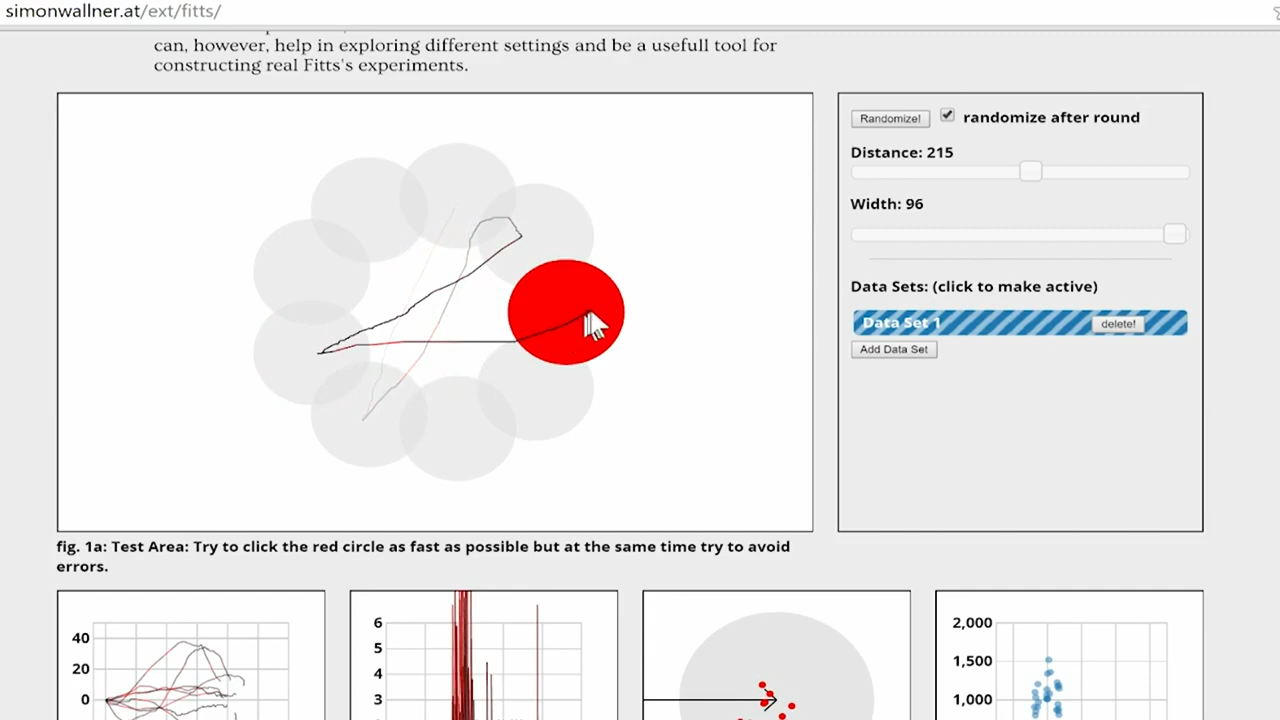 simonwallner.at/ext/fitts/
can, however, help in exploring different settings and be a usefull tool for
constructing real Fitts's experiments.
Randomize!
randomize after round
Distance: 215
Width: 96
Data Sets: (click to make active)
Data Set 1
delete!
Add Data Set
fig. 1a: Test Area: Try to click the red circle as fast as possible but at the same time try to avoid
errors.
40
20
0
6
5
4
3
2,000
1,500
1,000